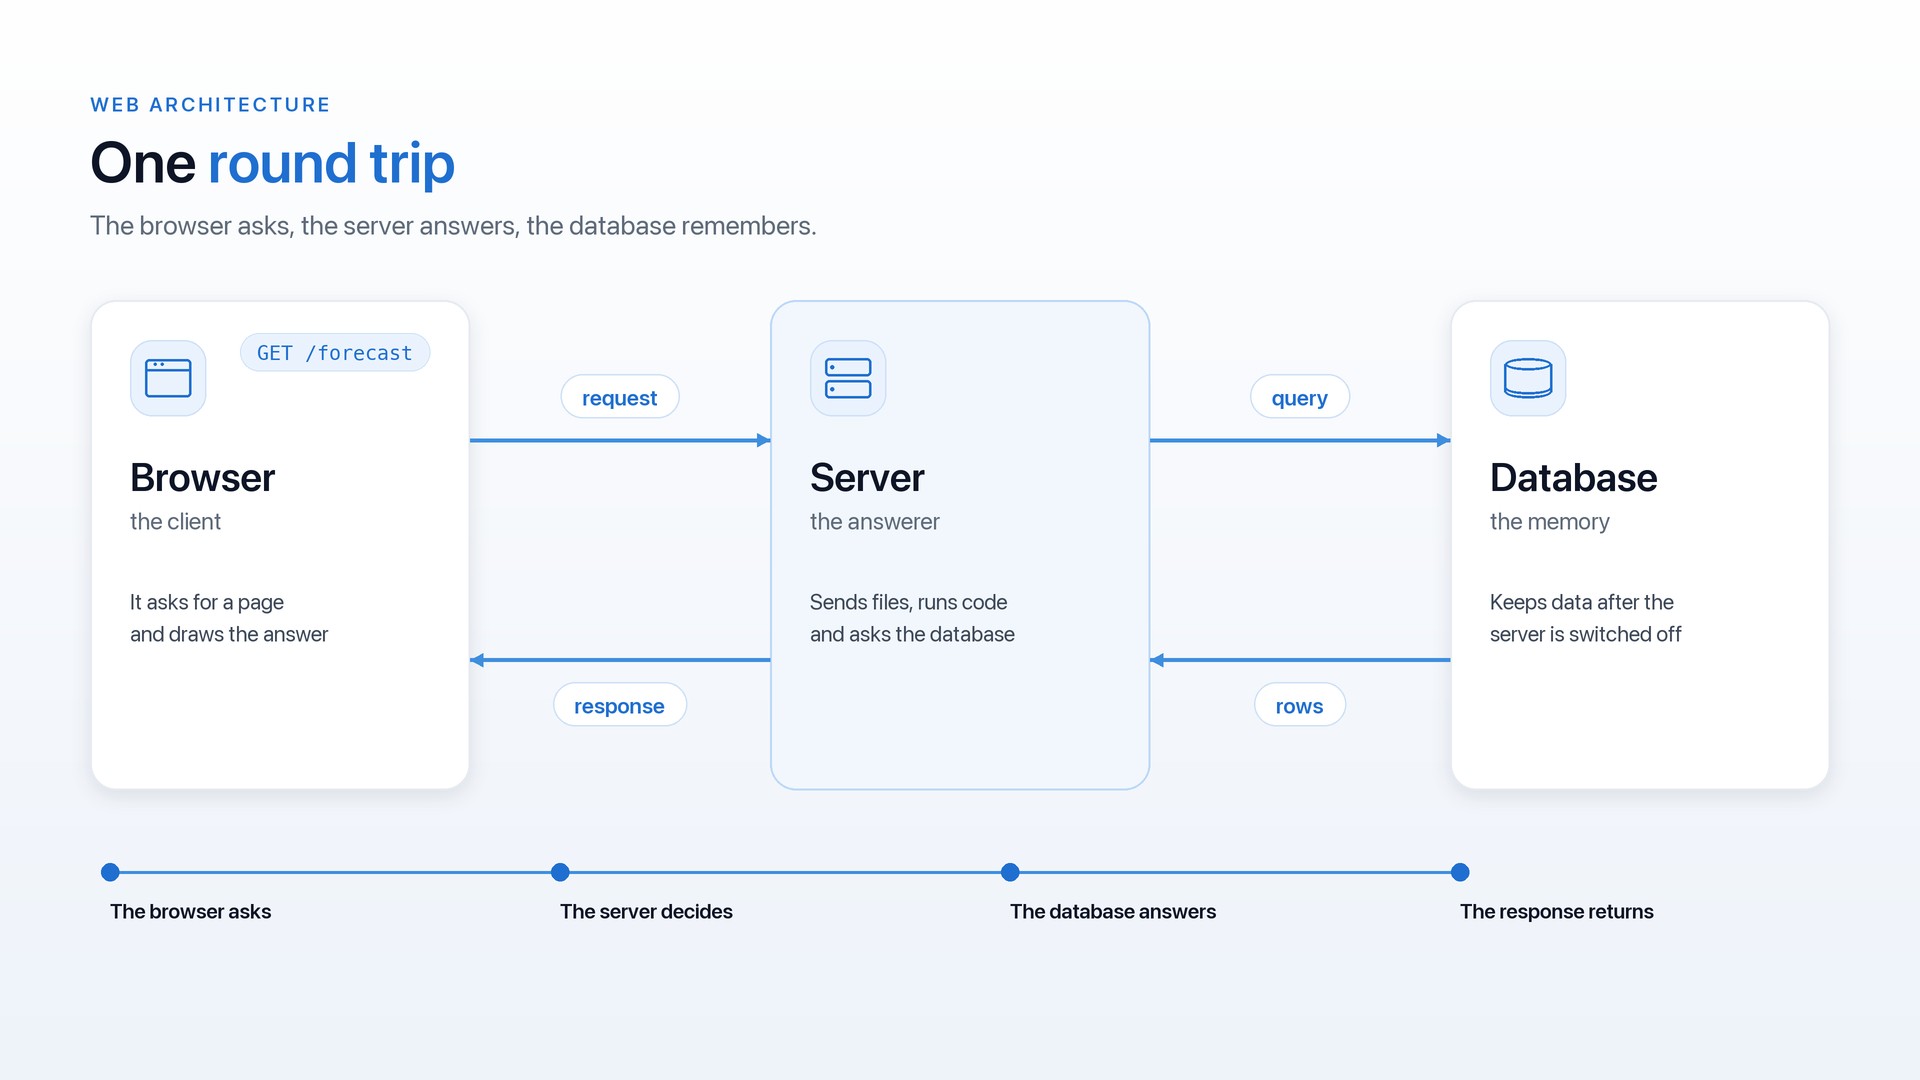 WEB ARCHITECTURE
One round trip
The browser asks, the server answers, the database remembers.
GET /forecast
Browser
the client
It asks for a page
and draws the answer
request
response
Server
the answerer
Sends files, runs code
and asks the database
query
rows
Database
the memory
Keeps data after the
server is switched off
The browser asks
The server decides
The database answers
The response returns